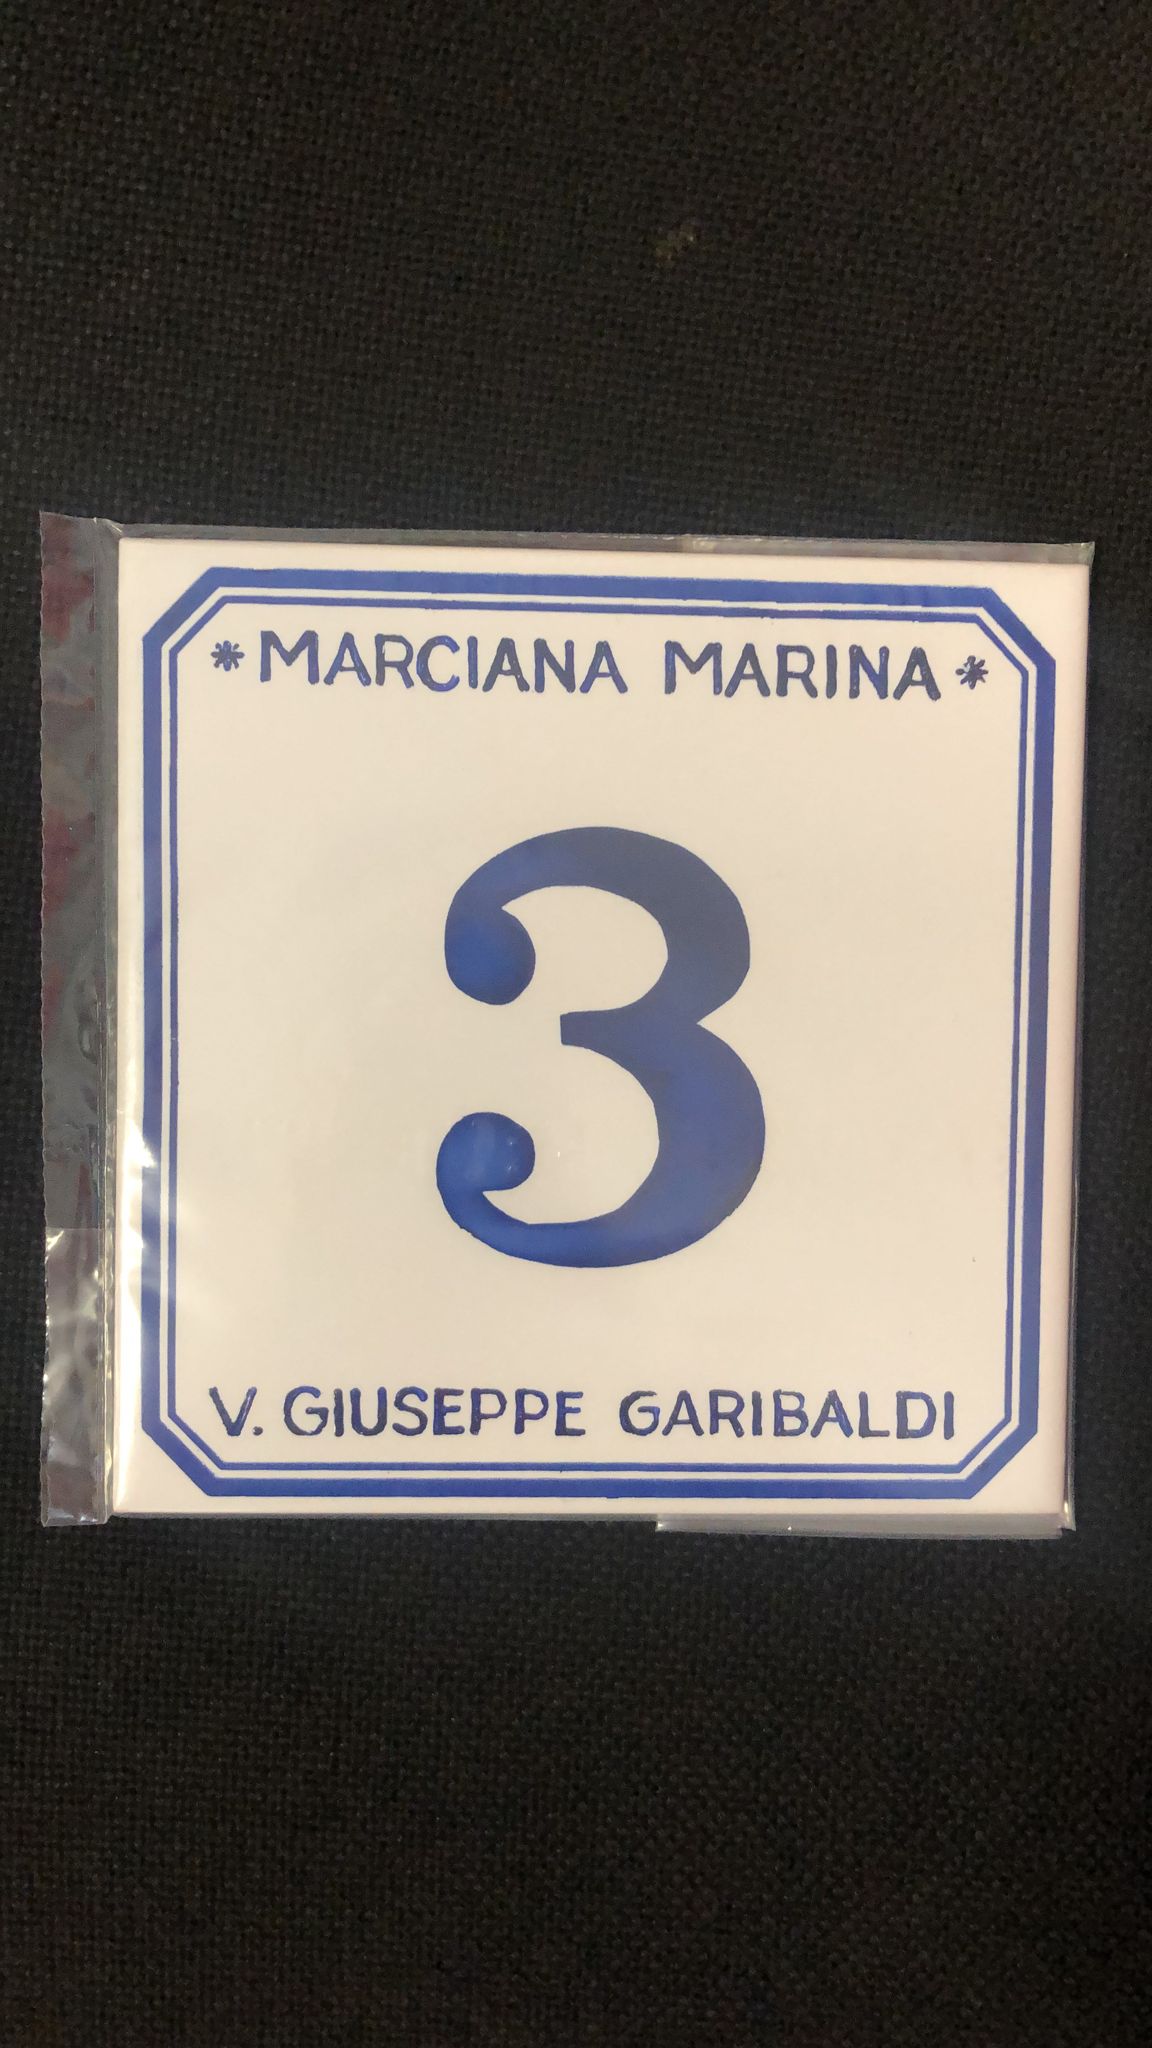 *MARCIANA MARINA*
3
V. GIUSEPPE GARIBALDI